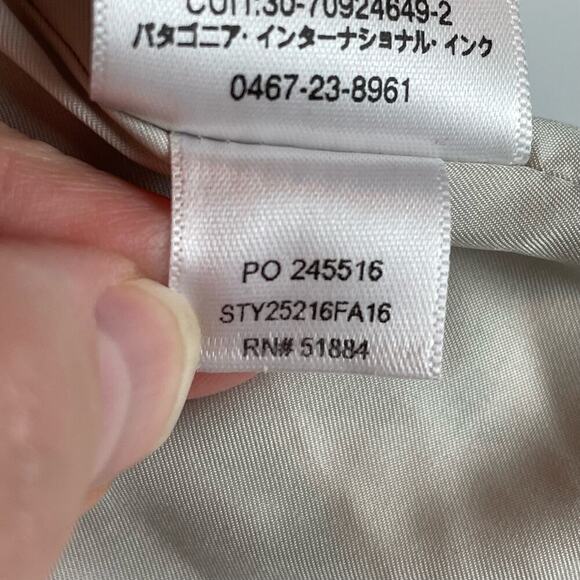 CUIT:30-70924649-2
パタゴニア・インターナショナル・インク
0467-23-8961
PO 245516
STY25216FA16
RN# 51884